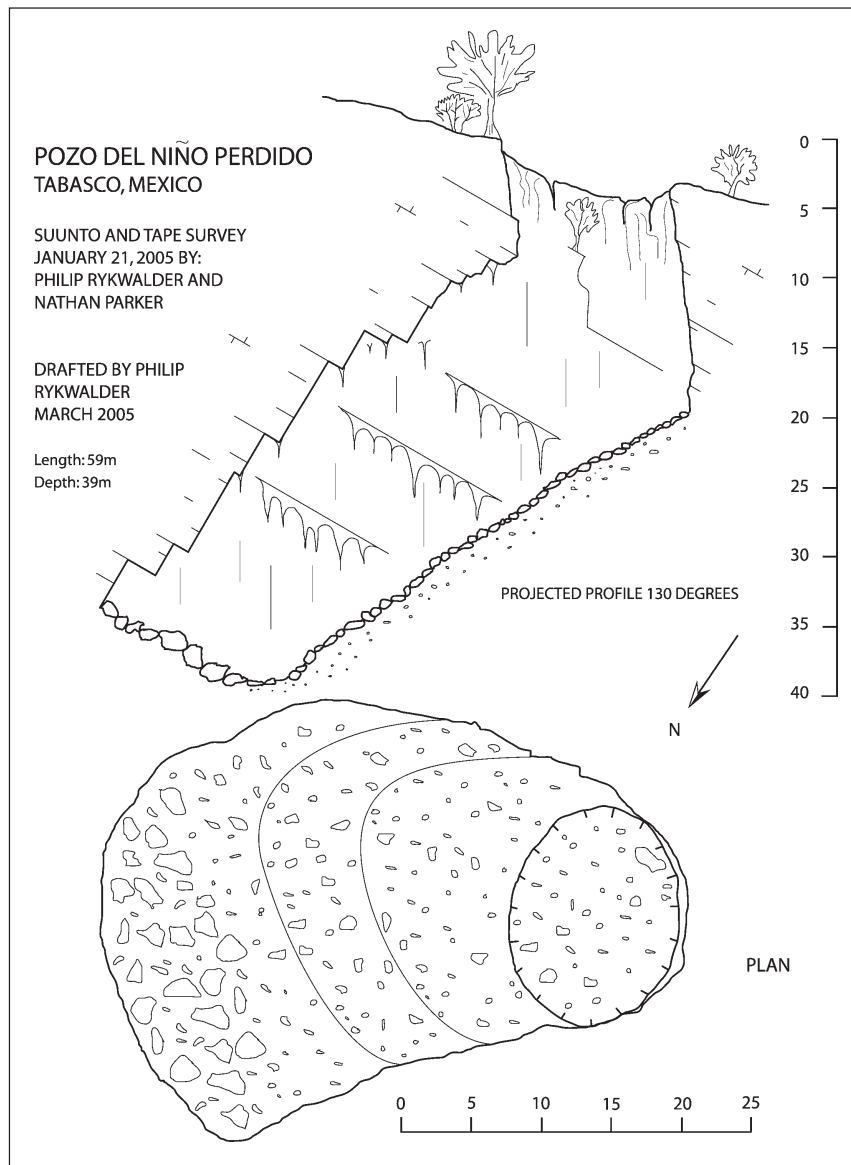 POZO DEL NIÑO PERDIDO
TABASCO, MEXICO
SUUNTO AND TAPE SURVEY
JANUARY 21, 2005 BY:
PHILIP RYKWALDER AND
NATHAN PARKER
DRAFTED BY PHILIP
RYKWALDER
MARCH 2005
Length: 59m
Depth: 39m
0
5
10
15
20
25
30
35
40
PROJECTED PROFILE 130 DEGREES
N
PLAN
0 5 10 15 20 25